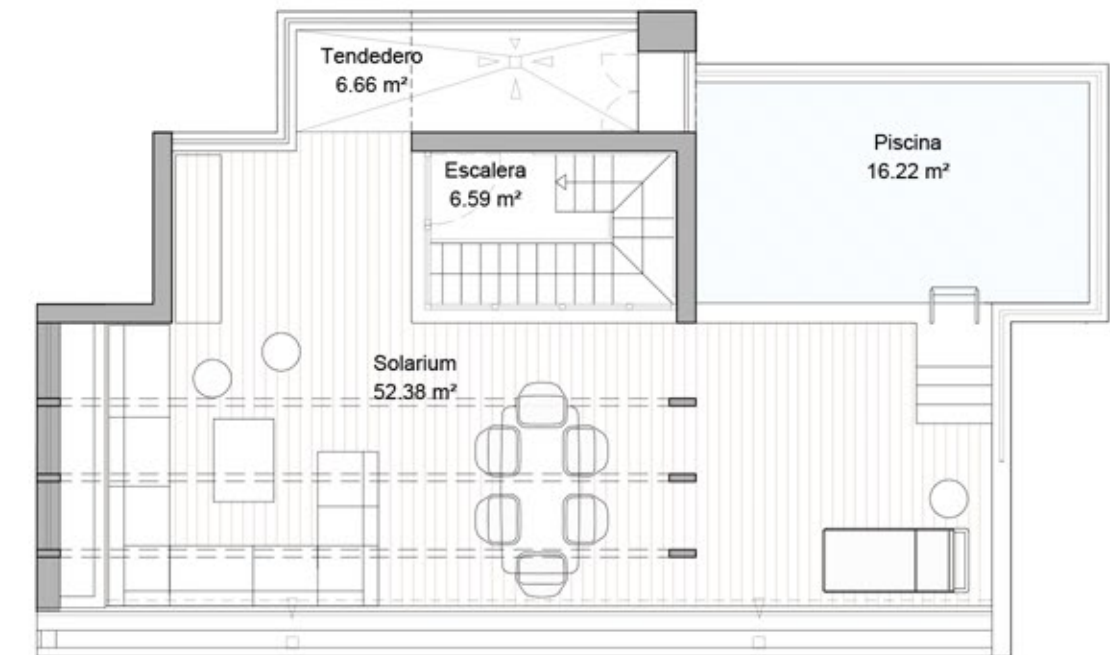 Tendedero
6.66 m²
Piscina
16.22 m²
Escalera
6.59 m²
Solarium
52.38 m²